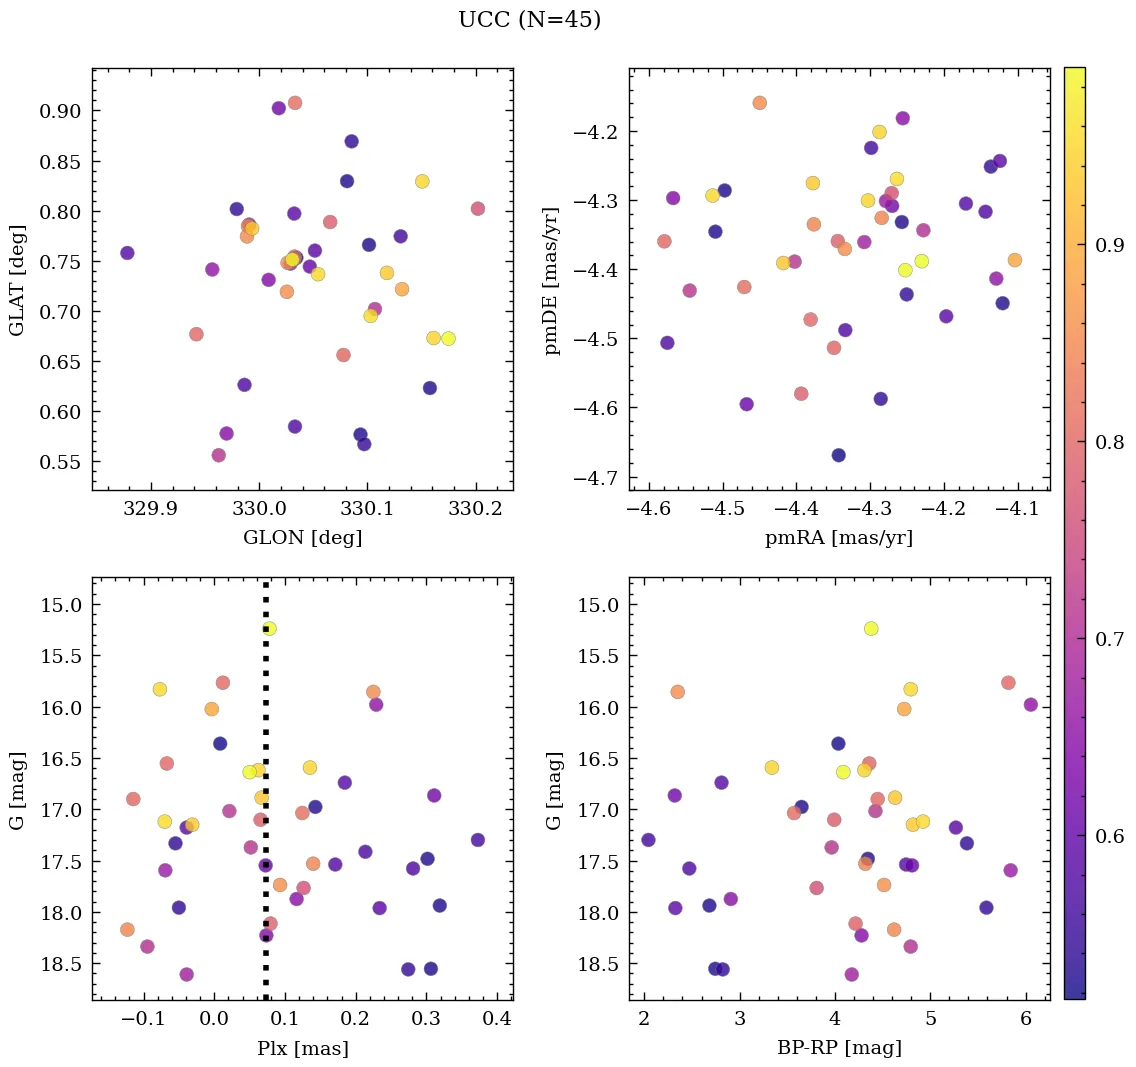 UCC (N=45)
0.90
0.85
0.80
0.75
0.70
0.65
0.60
0.55
GLAT [deg]
329.9 330.0 330.1 330.2
GLON [deg]
−4.2
−4.3
−4.4
−4.5
−4.6
−4.7
pmDE [mas/yr]
−4.6 −4.5 −4.4 −4.3 −4.2 −4.1
pmRA [mas/yr]
15.0
15.5
16.0
16.5
17.0
17.5
18.0
18.5
G [mag]
−0.1 0.0 0.1 0.2 0.3 0.4
Plx [mas]
15.0
15.5
16.0
16.5
17.0
17.5
18.0
18.5
G [mag]
2 3 4 5 6
BP-RP [mag]
0.9
0.8
0.7
0.6